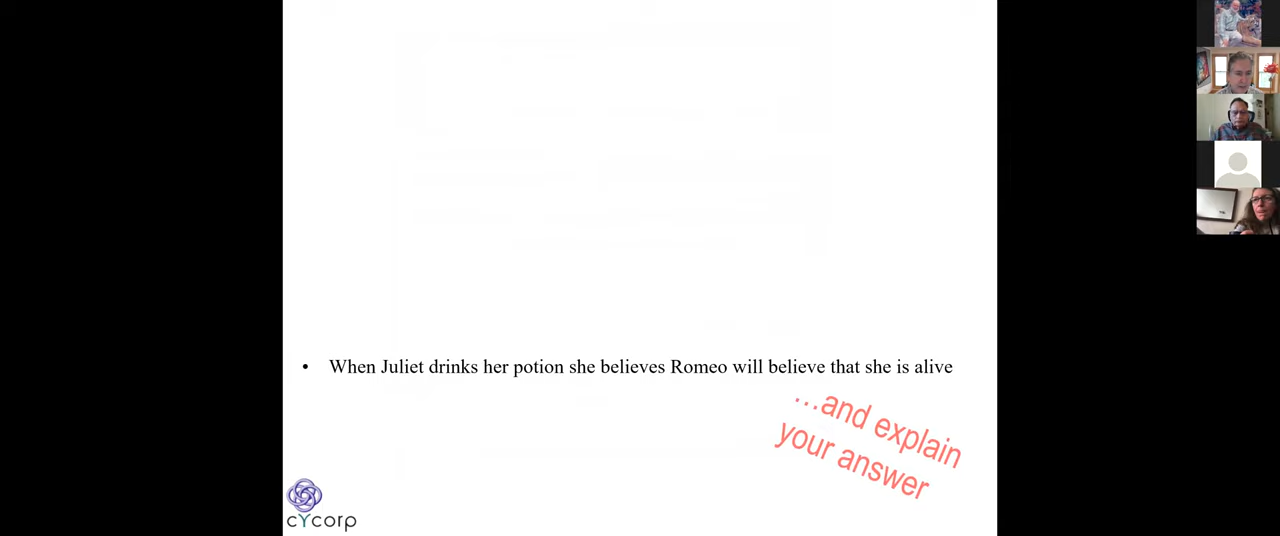 • When Juliet drinks her potion she believes Romeo will believe that she is alive
...and explain
your answer
cYcorp